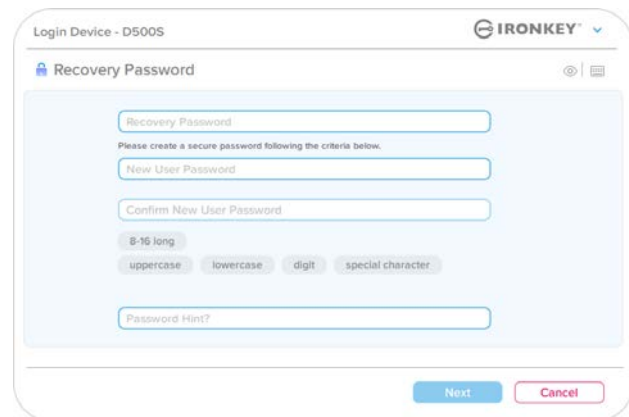 Login Device - D500S
IRONKEY
Recovery Password
Recovery Password
Please create a secure password following the criteria below.
New User Password
Confirm New User Password
8-16 long
uppercase lowercase digit special character
Password Hint?
Next Cancel